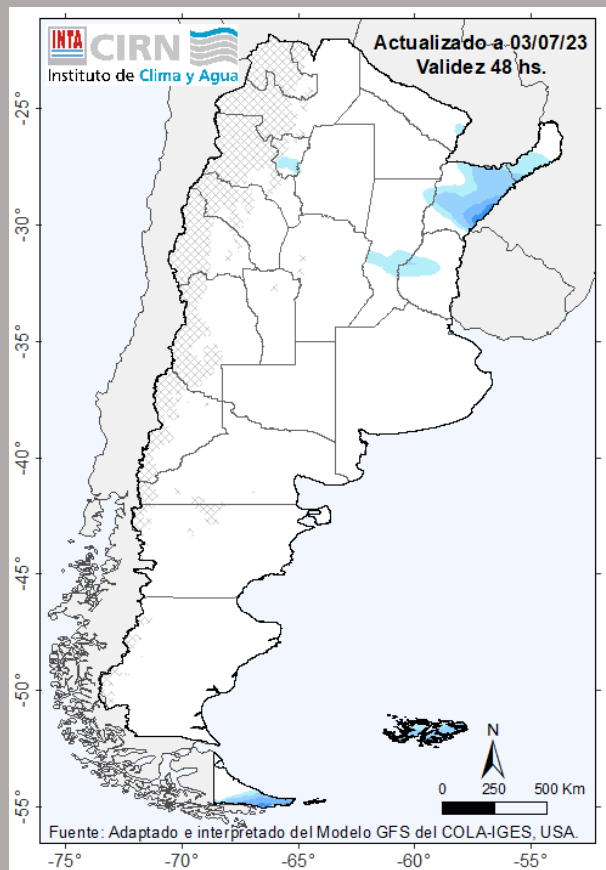 INTA CIRN
Instituto de Clima y Agua
Actualizado a 03/07/23
Validez 48 hs.
-25°
-30°
-35°
-40°
-45°
-50°
-55°
N
0 500 Km
Fuente: Adaptado e interpretado del Modelo GFS del COLA-IGES, USA.
-75° -70° -65° -60° -55°